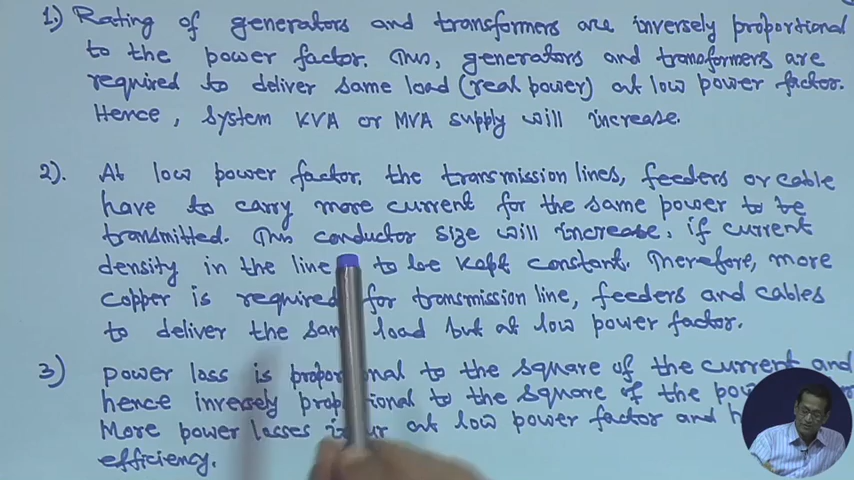 1.) Rating of generators and transformers are inversely proportional
to the power factor. Thus, generators and transformers are
required to deliver same load (real power) at low power factor.
Hence, system KVA or MVA supply will increase.
2). At low power factor, the transmission lines, feeders or cable
have to carry more current for the same power to be
transmitted. Thus conductor size will increase, if current
density in the line to be kept constant. Therefore, more
copper is required for transmission line, feeders and cables
to deliver the same load but at low power factor.
3) Power loss is proportional to the square of the current and
hence inversely proportional to the square of the
More power losses incur at low power factor and
efficiency.